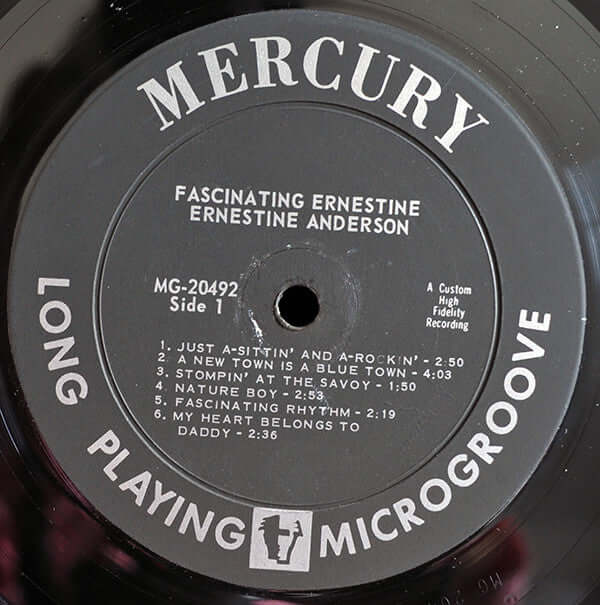 MERCURY
FASCINATING ERNESTINE
ERNESTINE ANDERSON
MG-20492
Side 1
A Custom
High
Fidelity
Recording
1. JUST A-SITTIN' AND A-ROCKIN' - 2:50
2. A NEW TOWN IS A BLUE TOWN - 4:03
3. STOMPIN' AT THE SAVOY - 1:50
4. NATURE BOY - 2:53
5. FASCINATING RHYTHM - 2:19
6. MY HEART BELONGS TO
DADDY - 2:36
LONG PLAYING MICROGROOVE